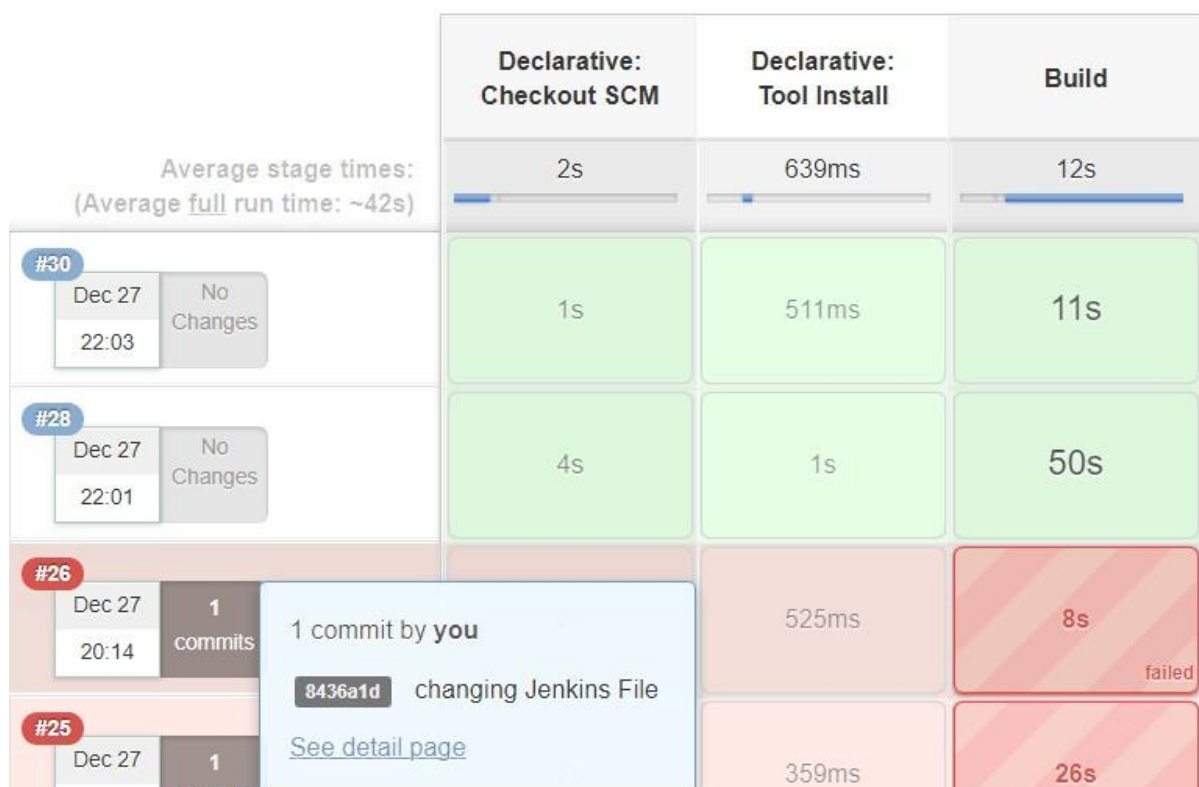 Declarative:
Checkout SCM
Declarative:
Tool Install
Build
Average stage times:
(Average full run time: ~42s)
2s
639ms
12s
#30
Dec 27
22:03
No
Changes
1s
511ms
11s
#28
Dec 27
22:01
No
Changes
4s
1s
50s
#26
Dec 27
20:14
1
commits
525ms
8s
failed
1 commit by you
8436a1d changing Jenkins File
See detail page
#25
Dec 27
1
359ms
26s